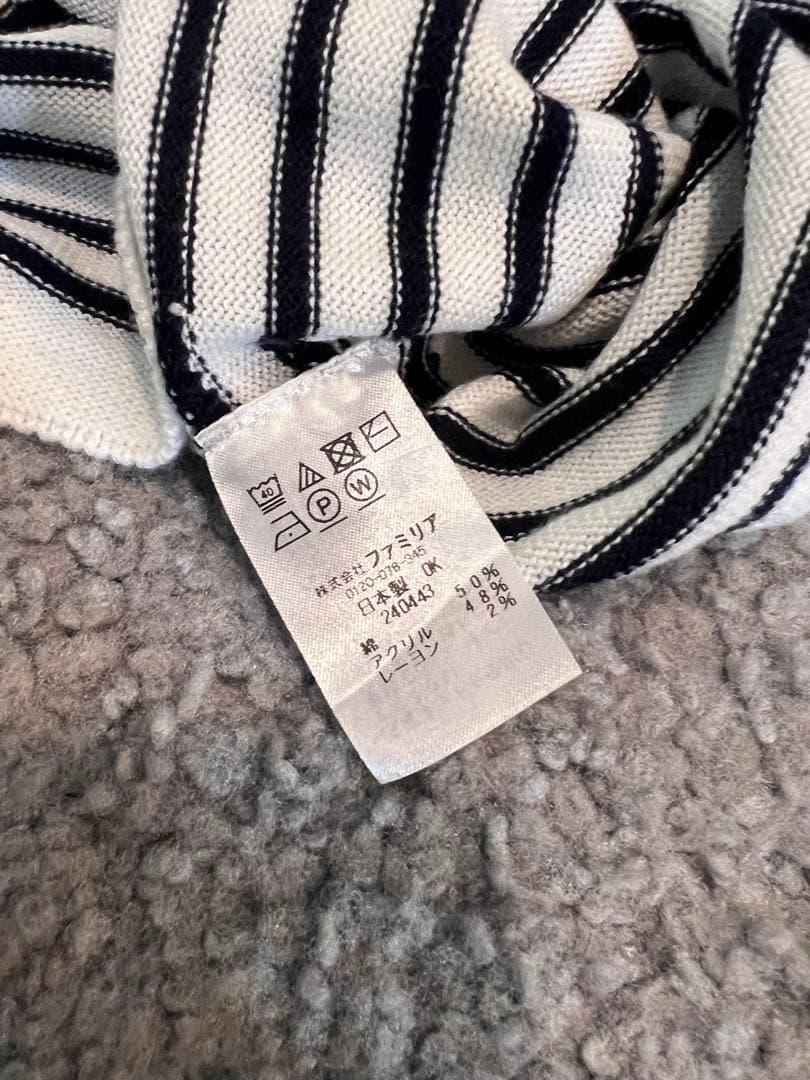 40
P W
株式会社 ファミリア
0120-078-345
日本製 OK
240443
綿 50%
アクリル 48%
レーヨン 2%